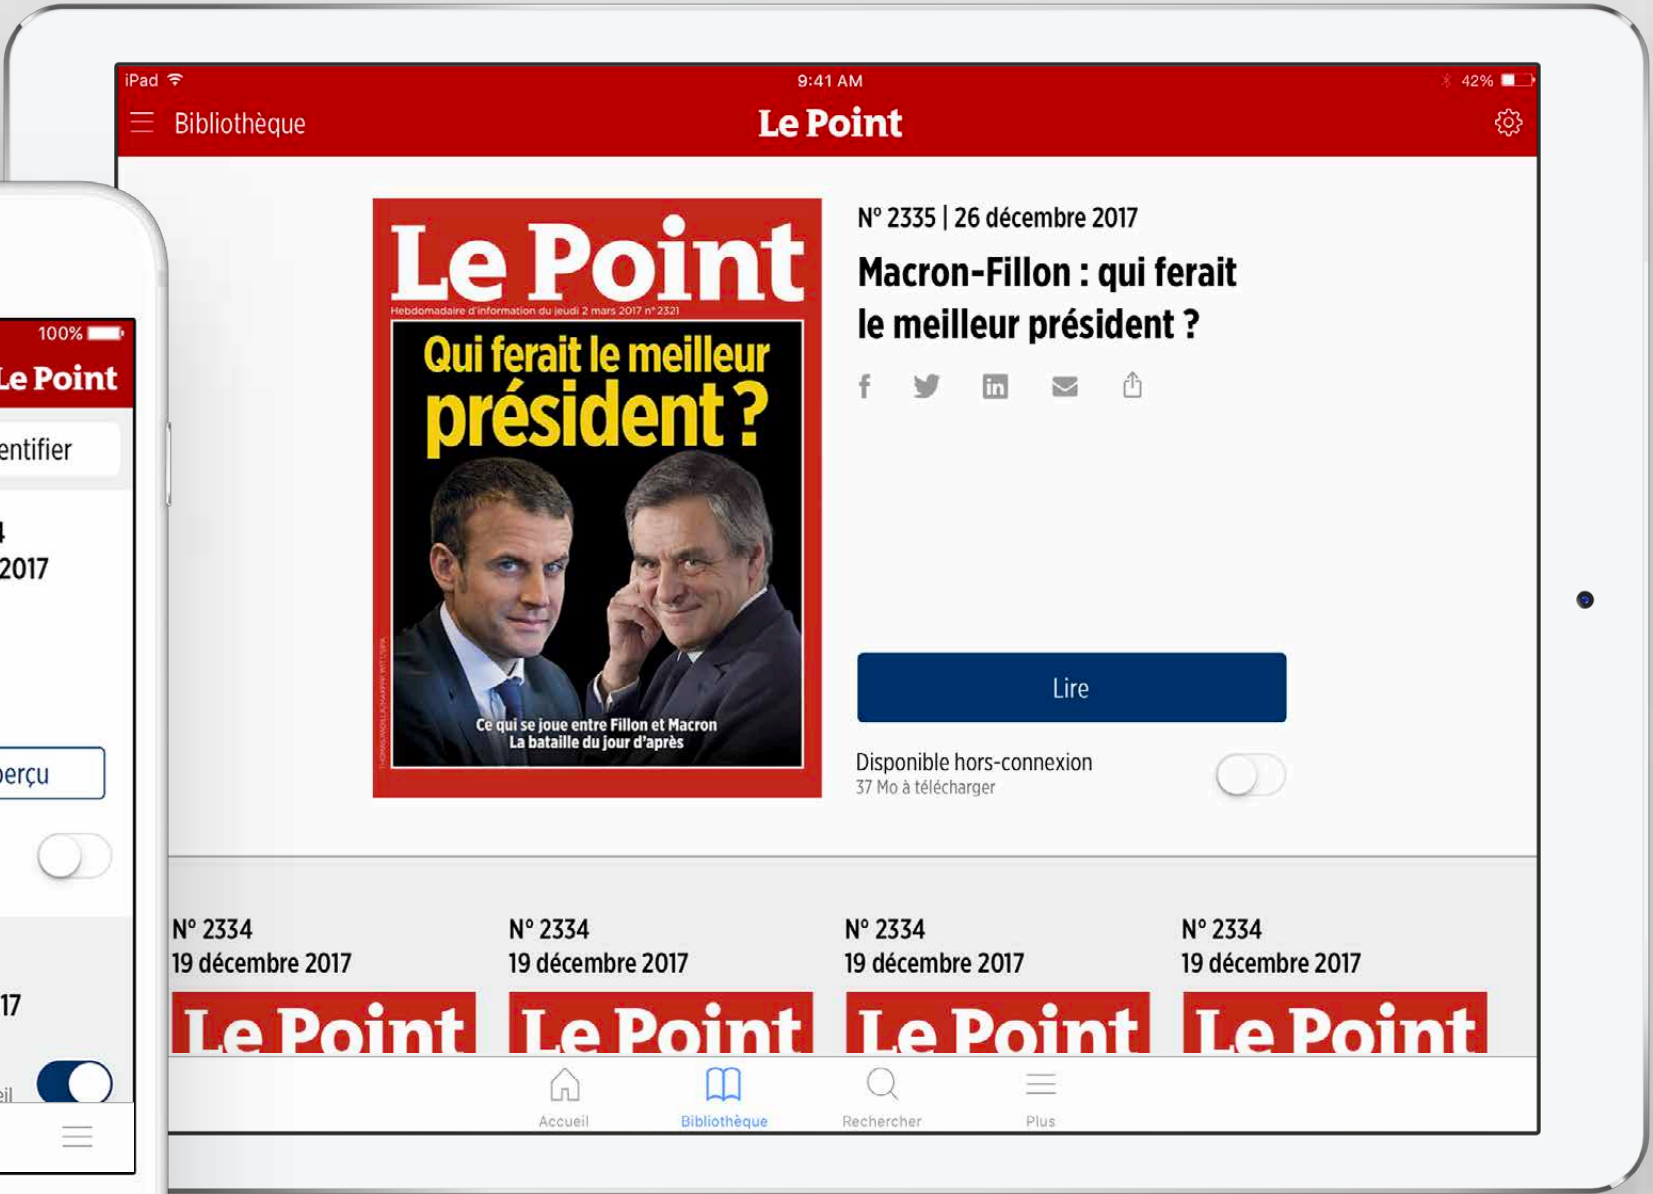 iPad
9:41 AM
42%
Bibliothèque
Le Point
Le Point
Hebdomadaire d'information du jeudi 2 mars 2017 n° 2321
Qui ferait le meilleur
président ?
Ce qui se joue entre Fillon et Macron
La bataille du jour d'après
N° 2335 | 26 décembre 2017
Macron-Fillon : qui ferait
le meilleur président ?
f
in
Lire
Disponible hors-connexion
37 Mo à télécharger
N° 2334
19 décembre 2017
Le Point
N° 2334
19 décembre 2017
Le Point
N° 2334
19 décembre 2017
Le Point
N° 2334
19 décembre 2017
Le Point
Accueil
Bibliothèque
Rechercher
Plus
100%
Le Point
entifier
4
2017
perçu
17
eil